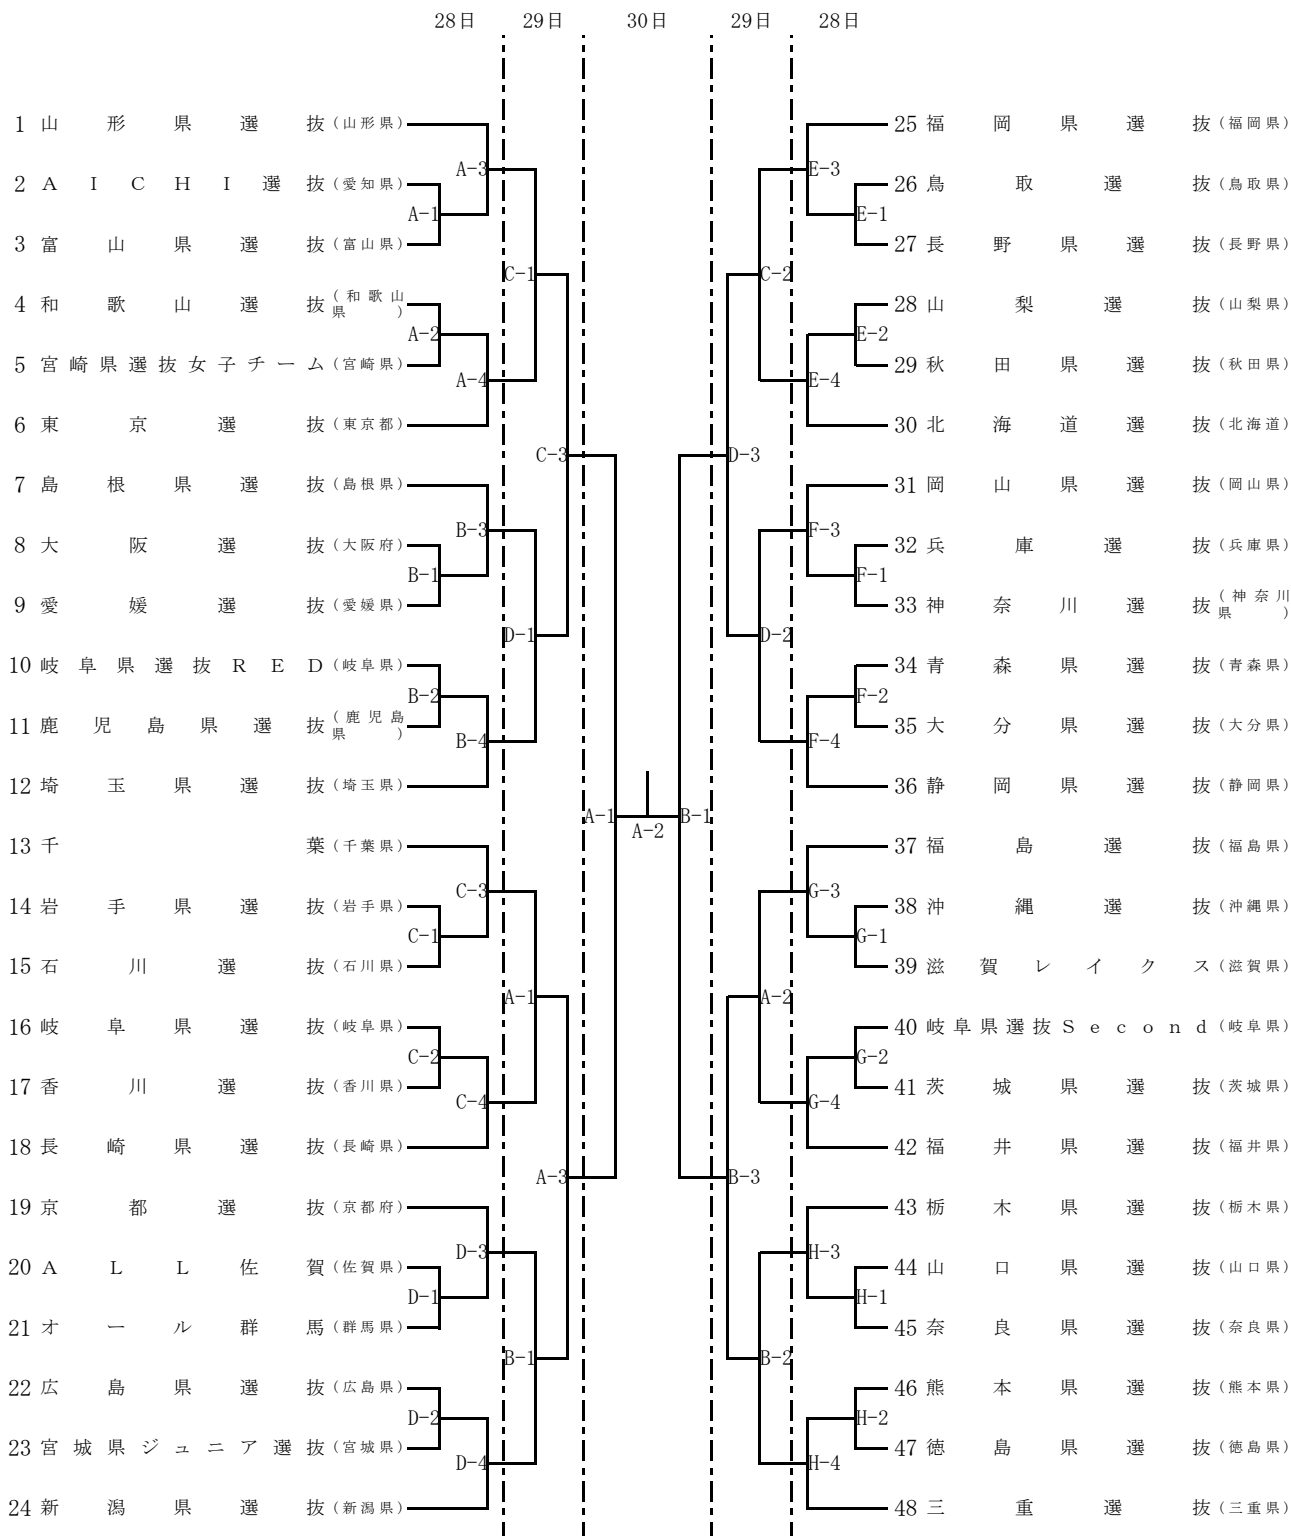 28日 29日 30日 29日 28日
1 山形県選抜 (山形県) 25 福岡県選抜 (福岡県)
A-3 E-3
2 AICHI選抜 (愛知県) 26 鳥取選抜 (鳥取県)
A-1 E-1
3 富山県選抜 (富山県) 27 長野県選抜 (長野県)
C-1 C-2
4 和歌山選抜 (和歌山県) 28 山梨選抜 (山梨県)
A-2 E-2
5 宮崎県選抜女子チーム (宮崎県) 29 秋田県選抜 (秋田県)
A-4 E-4
6 東京選抜 (東京都) 30 北海道選抜 (北海道)
C-3 D-3
7 島根県選抜 (島根県) 31 岡山県選抜 (岡山県)
B-3 F-3
8 大阪選抜 (大阪府) 32 兵庫選抜 (兵庫県)
B-1 F-1
9 愛媛選抜 (愛媛県) 33 神奈川選抜 (神奈川県)
D-1 D-2
10 岐阜県選抜RED (岐阜県) 34 青森県選抜 (青森県)
B-2 F-2
11 鹿児島県選抜 (鹿児島県) 35 大分県選抜 (大分県)
B-4 F-4
12 埼玉県選抜 (埼玉県) 36 静岡県選抜 (静岡県)
A-1 B-1
A-2
13 千葉 (千葉県) 37 福島選抜 (福島県)
C-3 G-3
14 岩手県選抜 (岩手県) 38 沖縄選抜 (沖縄県)
C-1 G-1
15 石川選抜 (石川県) 39 滋賀レイクス (滋賀県)
A-1 A-2
16 岐阜県選抜 (岐阜県) 40 岐阜県選抜Second (岐阜県)
C-2 G-2
17 香川選抜 (香川県) 41 茨城県選抜 (茨城県)
C-4 G-4
18 長崎県選抜 (長崎県) 42 福井県選抜 (福井県)
A-3 B-3
19 京都選抜 (京都府) 43 栃木県選抜 (栃木県)
D-3 H-3
20 ALL佐賀 (佐賀県) 44 山口県選抜 (山口県)
D-1 H-1
21 オール群馬 (群馬県) 45 奈良県選抜 (奈良県)
B-1 B-2
22 広島県選抜 (広島県) 46 熊本県選抜 (熊本県)
D-2 H-2
23 宮城県ジュニア選抜 (宮城県) 47 徳島県選抜 (徳島県)
D-4 H-4
24 新潟県選抜 (新潟県) 48 三重選抜 (三重県)